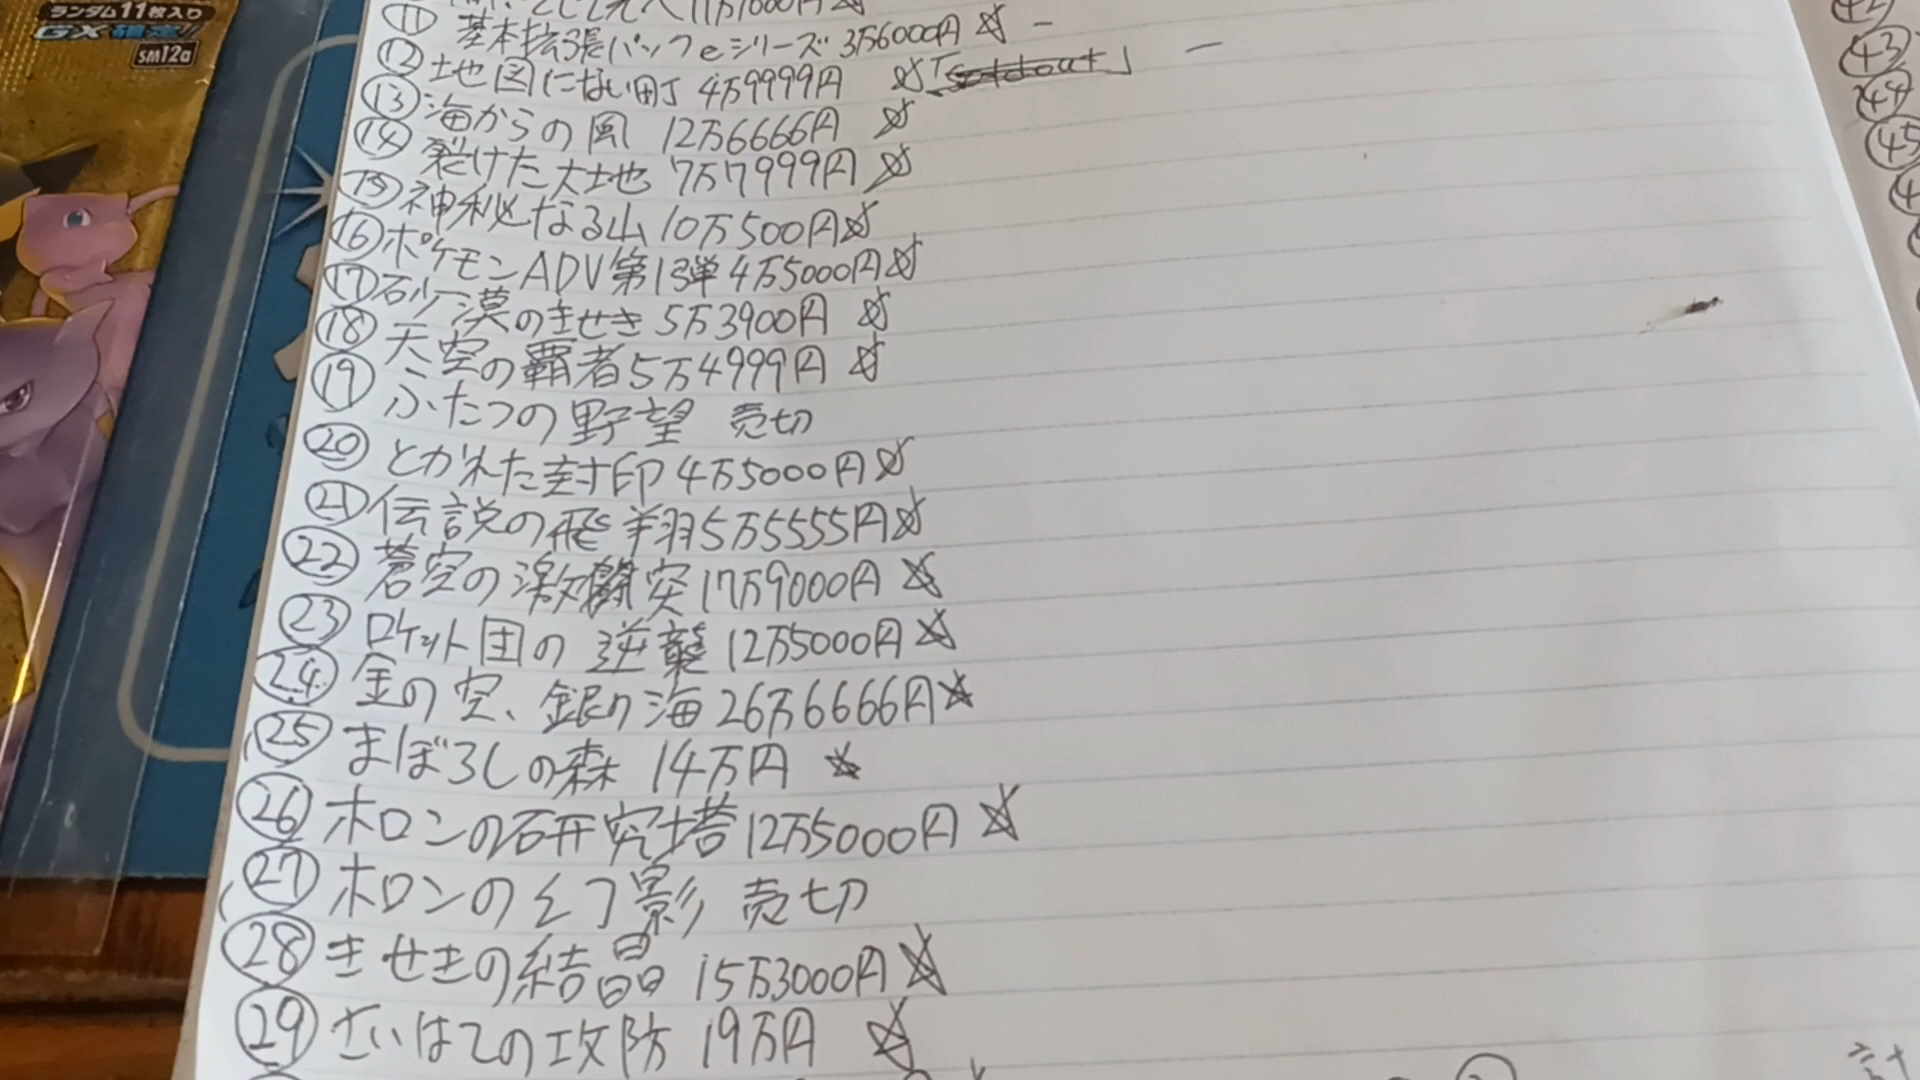 ランダム11枚入り
GX確定!
sm12a
⑪ 基本拡張パックeシリーズ 3万6000円 ☆ -
⑫ 地図にない町 4万9999円 ☆「soldout」 -
⑬ 海からの風 12万6666円 ☆
⑭ 裂けた大地 7万7999円 ☆
⑮ 神秘なる山 10万500円 ☆
⑯ ポケモンADV第1弾 4万5000円 ☆
⑰ 砂漠のきせき 5万3900円 ☆
⑱ 天空の覇者 5万4999円 ☆
⑲ ふたつの野望 売切
⑳ とかれた封印 4万5000円 ☆
㉑ 伝説の飛翔 5万5555円 ☆
㉒ 蒼空の激闘突 17万9000円 ☆
㉓ ロケット団の逆襲 12万5000円 ☆
㉔ 金の空、銀の海 26万6666円 ☆
㉕ まぼろしの森 14万円 ☆
㉖ ホロンの研究塔 12万5000円 ☆
㉗ ホロンの幻影 売切
㉘ きせきの結晶 15万3000円 ☆
㉙ さいはての攻防 19万円 ☆
㊸
㊹
㊺
計